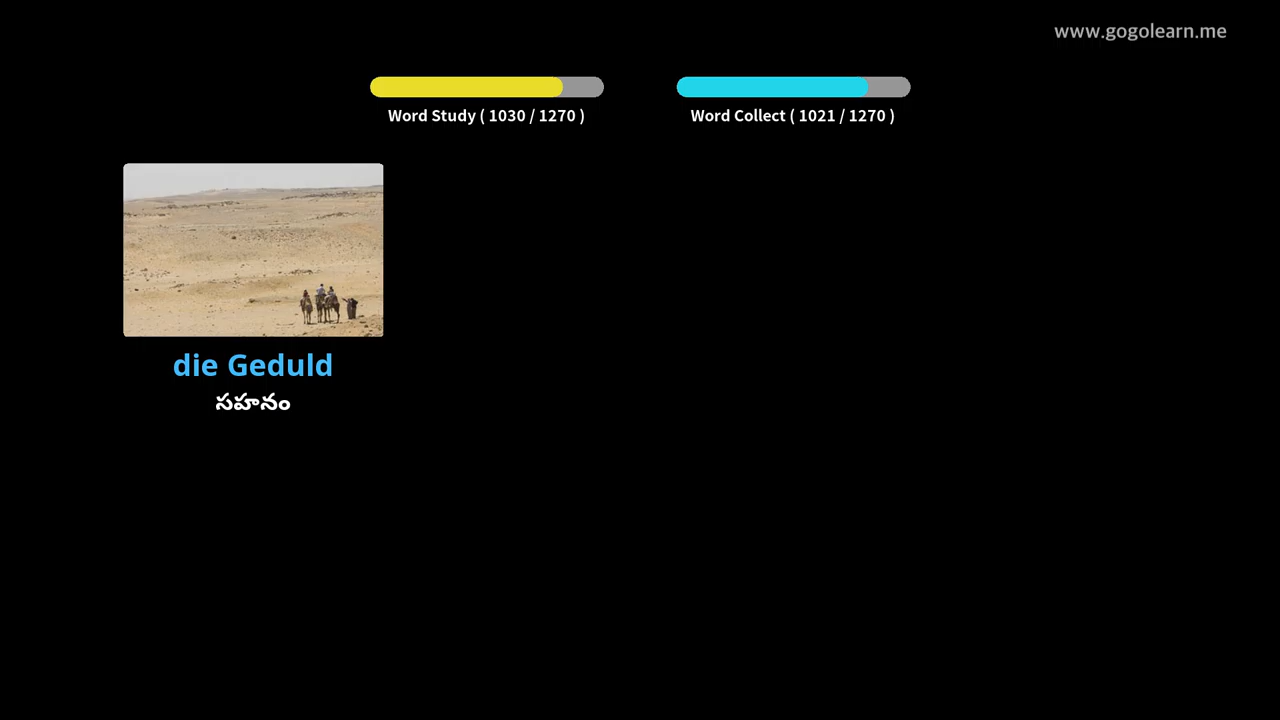 www.gogolearn.me
Word Study ( 1030 / 1270 )
Word Collect ( 1021 / 1270 )
die Geduld
సహనం